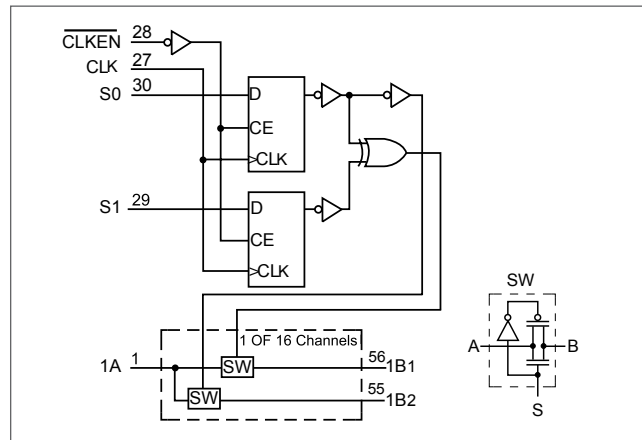 CLKEN 28
CLK 27
S0 30
D
CE
>CLK
S1 29
D
CE
>CLK
SW
1 OF 16 Channels
A
B
1A 1
SW
56 1B1
SW
55 1B2
S